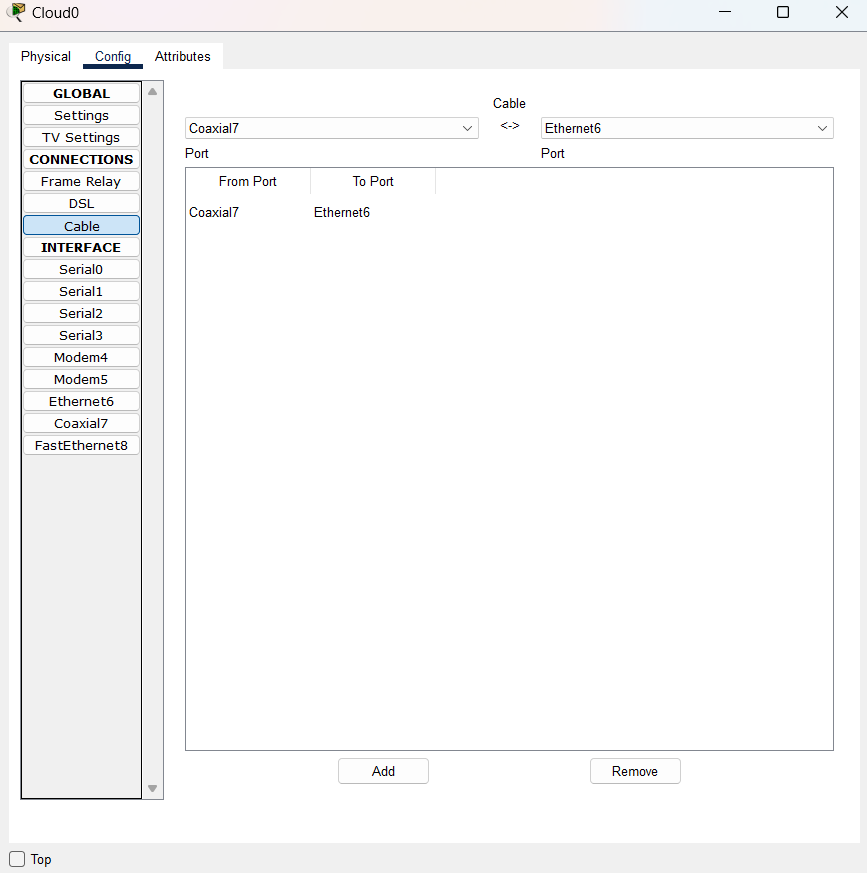 Cloud0
Physical Config Attributes
GLOBAL
Settings
TV Settings
CONNECTIONS
Frame Relay
DSL
Cable
INTERFACE
Serial0
Serial1
Serial2
Serial3
Modem4
Modem5
Ethernet6
Coaxial7
FastEthernet8
Cable
Coaxial7 <-> Ethernet6
Port Port
From Port To Port
Coaxial7 Ethernet6
Add Remove
Top